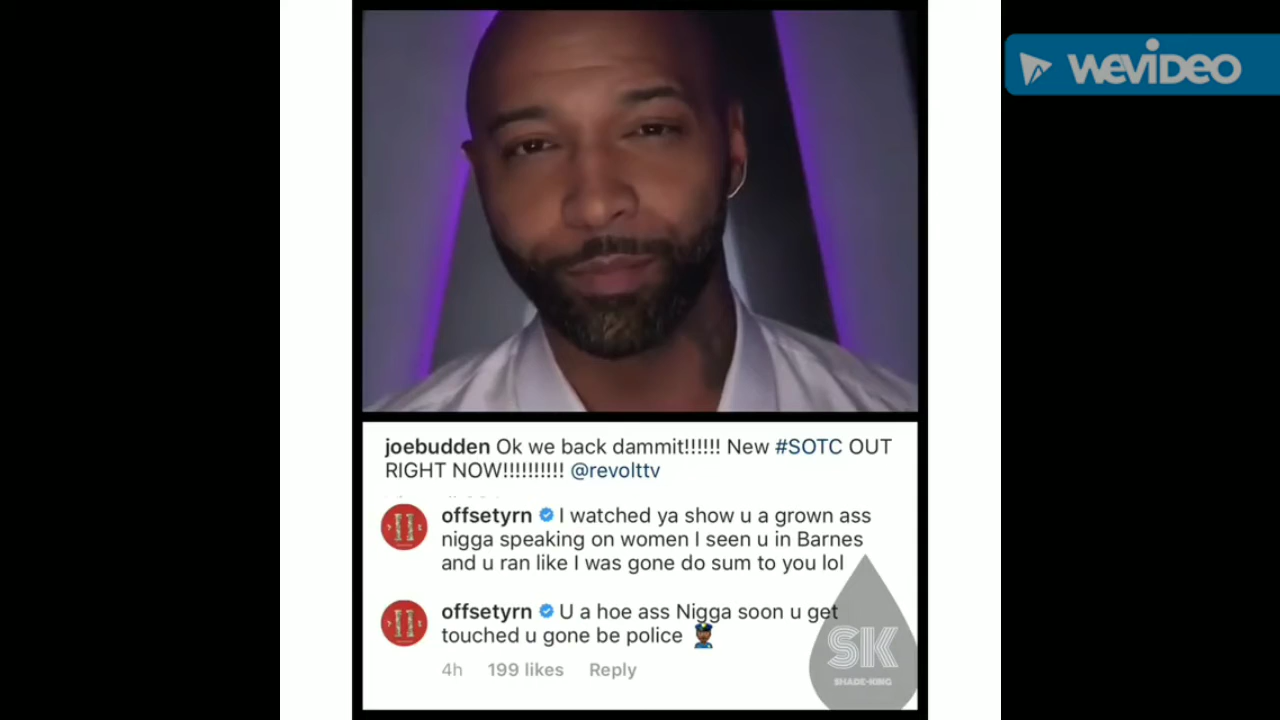 WEVIDEO
joebudden Ok we back dammit!!!!!! New #SOTC OUT
RIGHT NOW!!!!!!!!!! @revolttv
offsetyrn I watched ya show u a grown ass
nigga speaking on women I seen u in Barnes
and u ran like I was gone do sum to you lol
offsetyrn U a hoe ass Nigga soon u get
touched u gone be police 👮🏾‍♂️
4h 199 likes Reply
SK
SHADE-KING